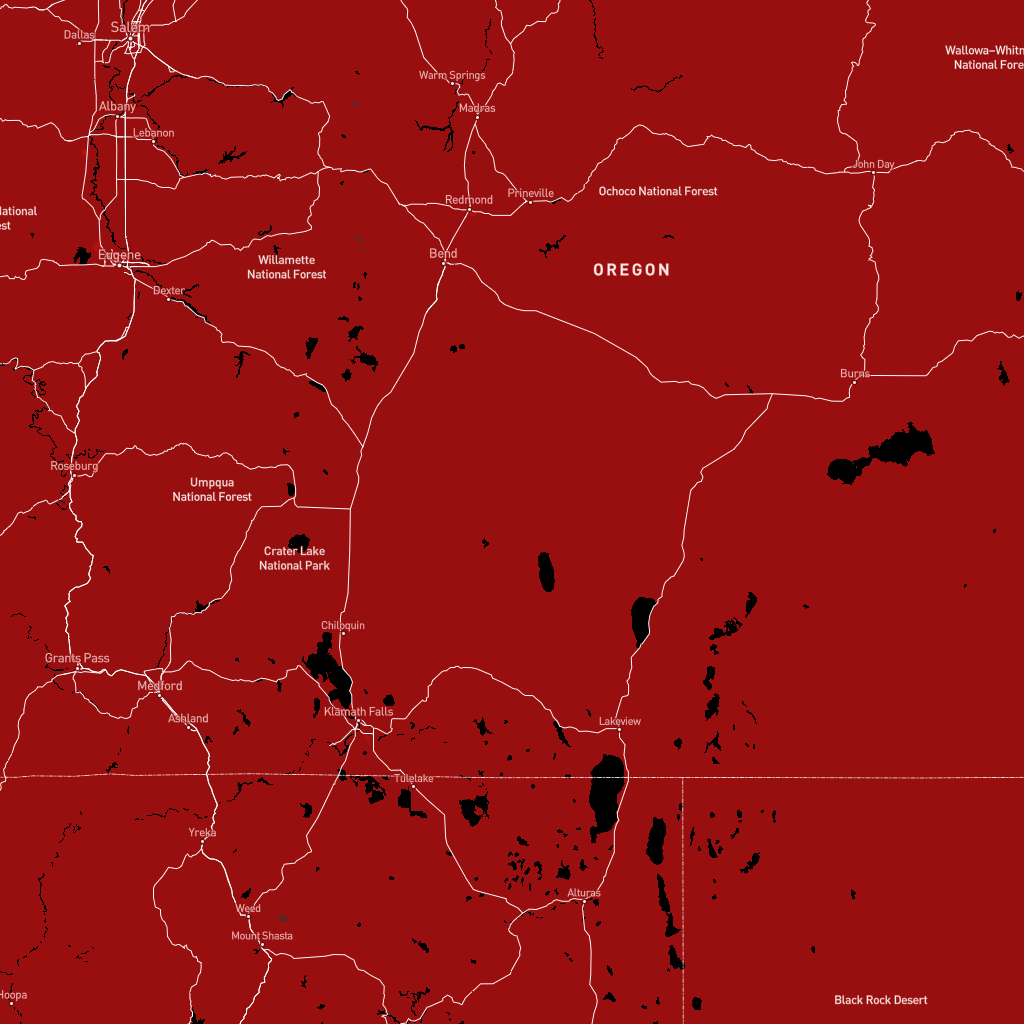 Salem
Dallas
Wallowa–Whitn
National Fore
Warm Springs
Albany
Madras
Lebanon
John Day
Ochoco National Forest
Prineville
Redmond
National
est
Eugene
Bend
Willamette
National Forest
OREGON
Dexter
Burns
Roseburg
Umpqua
National Forest
Crater Lake
National Park
Chiloquin
Grants Pass
Medford
Klamath Falls
Ashland
Lakeview
Tulelake
Yreka
Alturas
Weed
Mount Shasta
Hoopa
Black Rock Desert